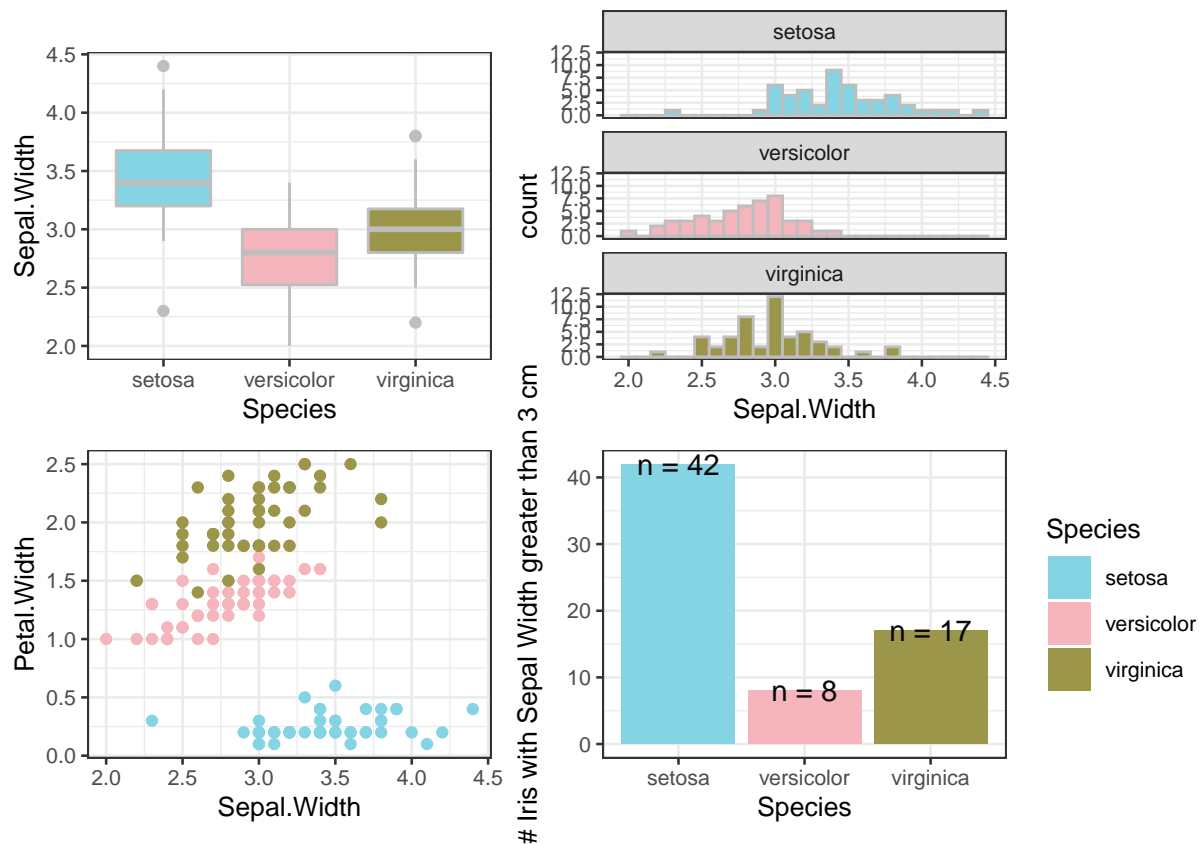 4.5
4.0
3.5
3.0
2.5
2.0
Sepal.Width
setosa versicolor virginica
Species
setosa
12.5
10.0
7.5
5.0
2.5
0.0
versicolor
12.5
10.0
7.5
5.0
2.5
0.0
virginica
12.5
10.0
7.5
5.0
2.5
0.0
count
2.0 2.5 3.0 3.5 4.0 4.5
Sepal.Width
2.5
2.0
1.5
1.0
0.5
0.0
Petal.Width
2.0 2.5 3.0 3.5 4.0 4.5
Sepal.Width
# Iris with Sepal Width greater than 3 cm
40
30
20
10
0
n = 42
n = 8
n = 17
setosa versicolor virginica
Species
Species
setosa
versicolor
virginica